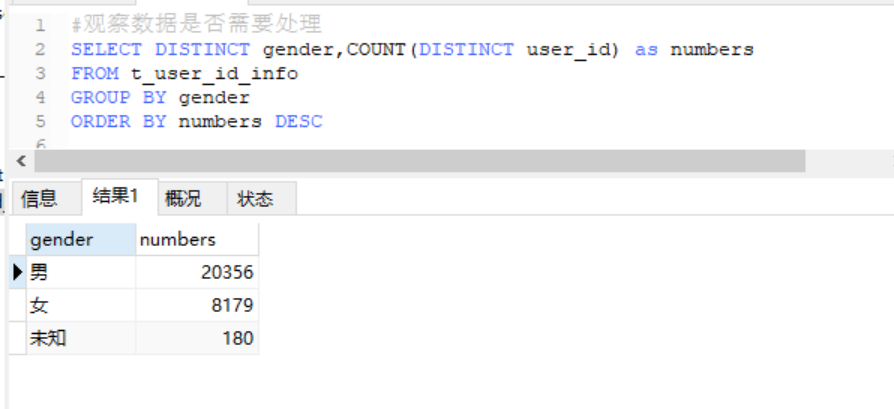 1 #观察数据是否需要处理
2 SELECT DISTINCT gender,COUNT(DISTINCT user_id) as numbers
3 FROM t_user_id_info
4 GROUP BY gender
5 ORDER BY numbers DESC
6
信息 结果1 概况 状态
gender numbers
男 20356
女 8179
未知 180